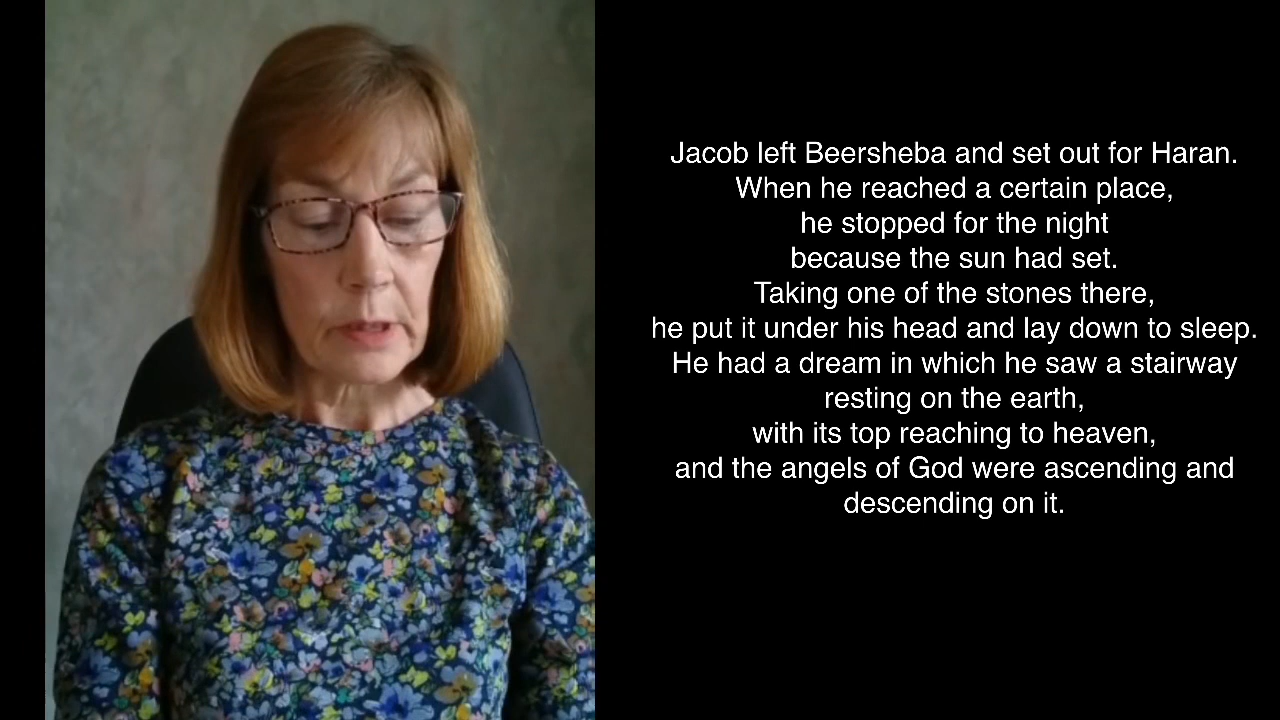 Jacob left Beersheba and set out for Haran.
When he reached a certain place,
he stopped for the night
because the sun had set.
Taking one of the stones there,
he put it under his head and lay down to sleep.
He had a dream in which he saw a stairway
resting on the earth,
with its top reaching to heaven,
and the angels of God were ascending and
descending on it.